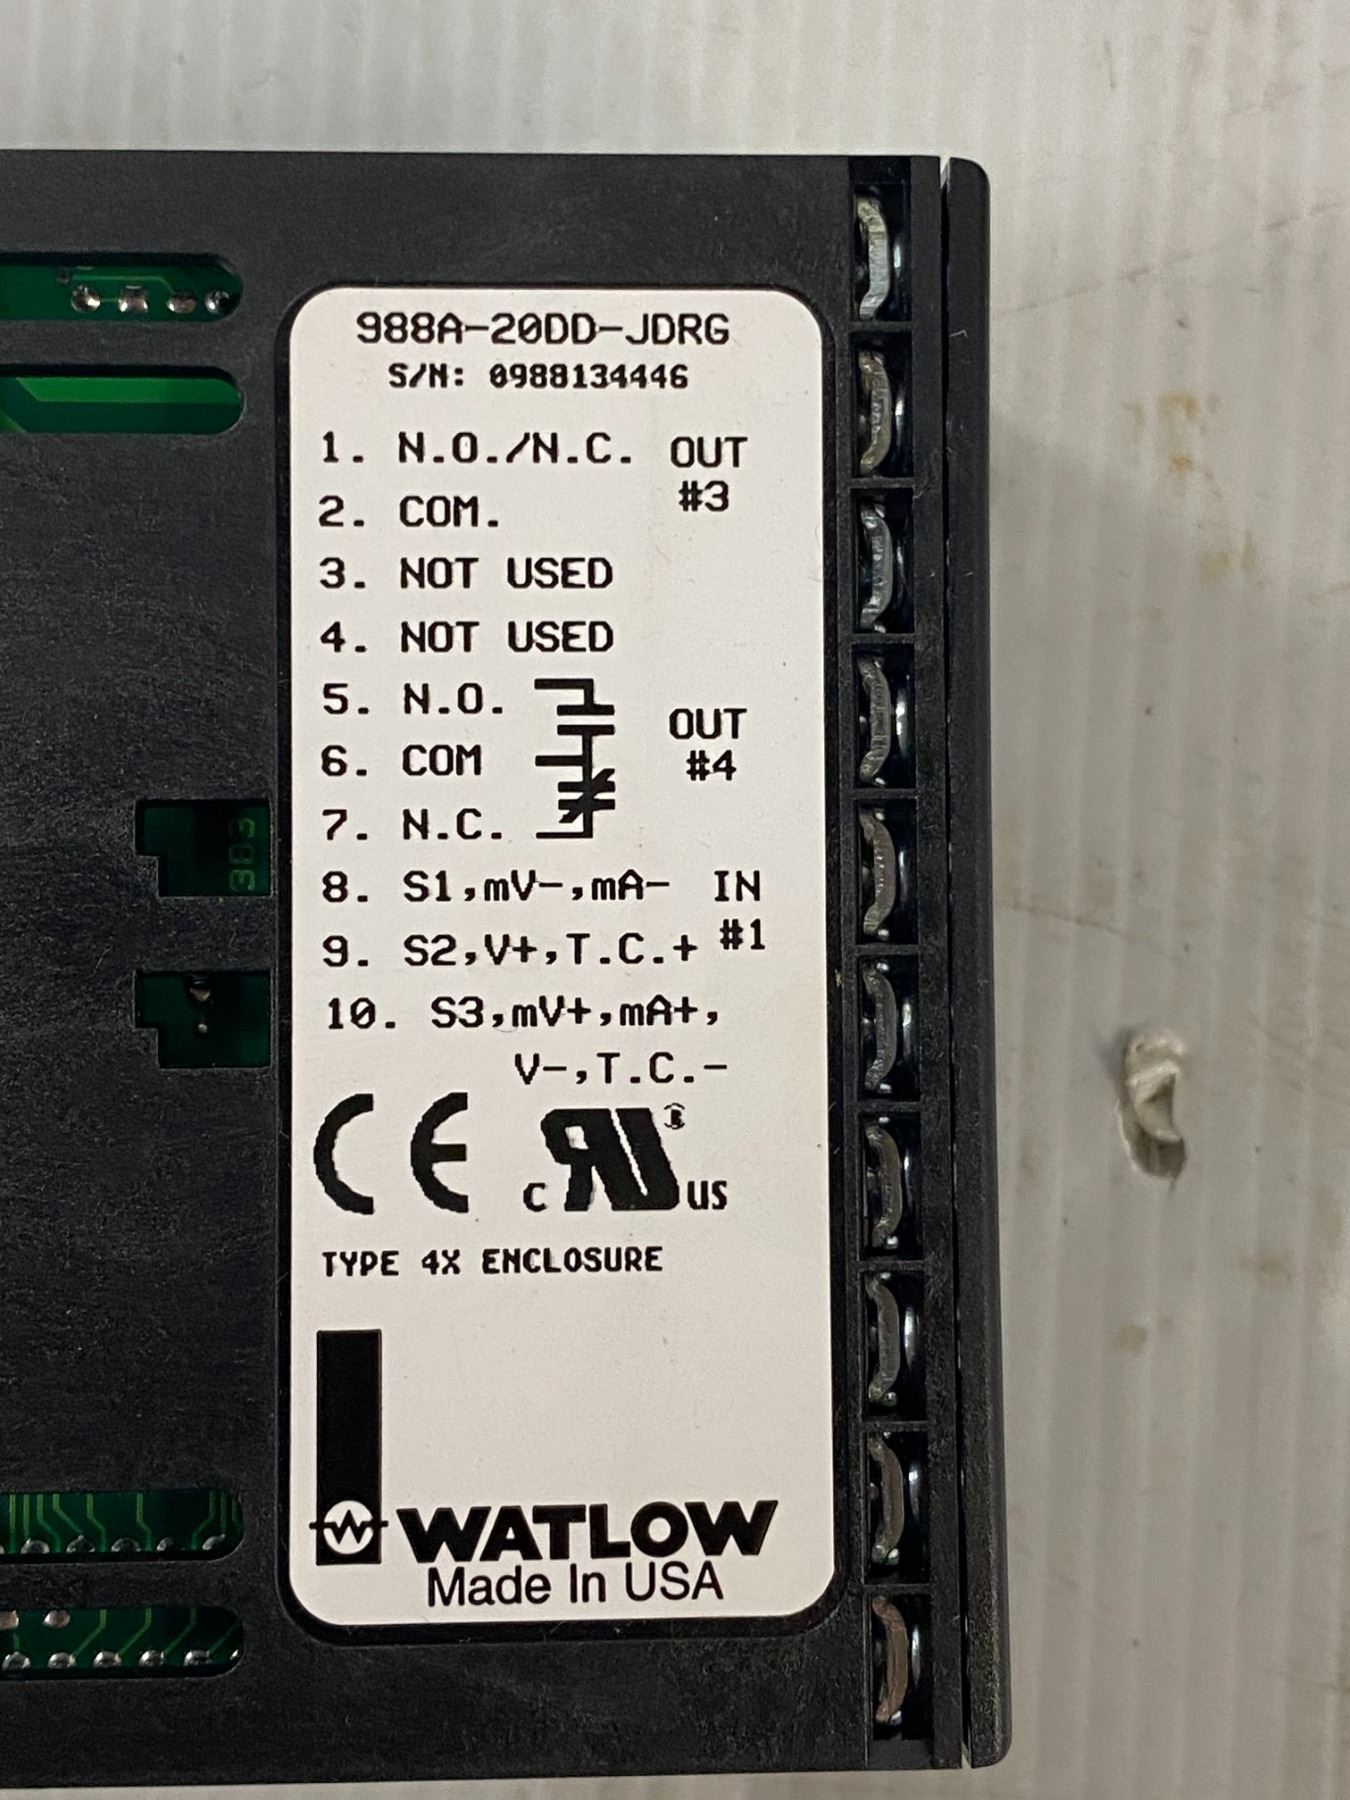 988A-20DD-JDRG
S/N: 0988134446
1. N.O./N.C. OUT
#3
2. COM.
3. NOT USED
4. NOT USED
5. N.O.
OUT
6. COM #4
7. N.C.
8. S1,mV-,mA- IN
9. S2,V+,T.C.+ #1
10. S3,mV+,mA+,
V-,T.C.-
CE c RU us
TYPE 4X ENCLOSURE
WATLOW
Made In USA
383